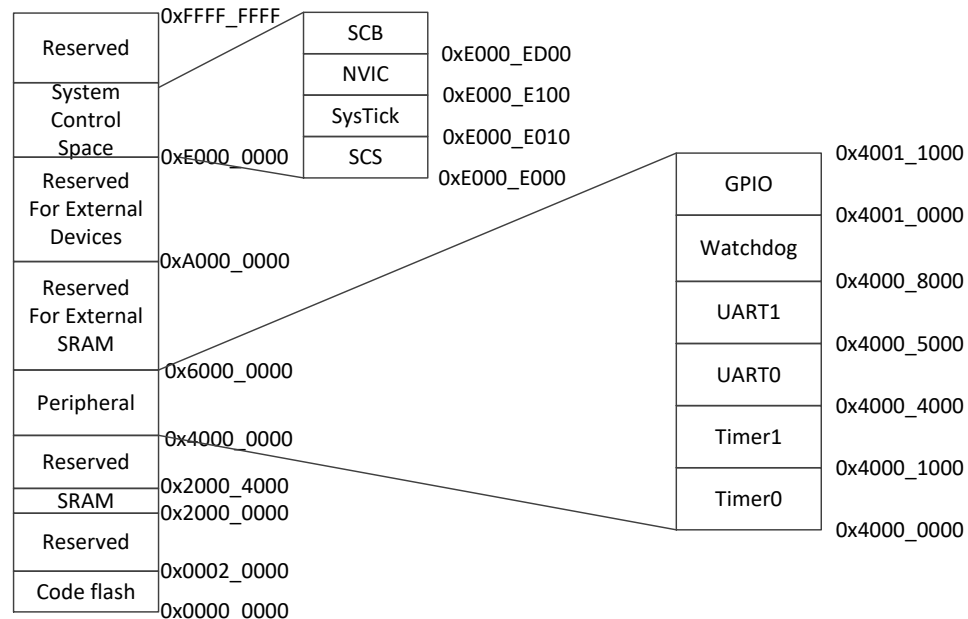 0xFFFF_FFFF
Reserved
System
Control
Space
0xE000_0000
Reserved
For External
Devices
0xA000_0000
Reserved
For External
SRAM
0x6000_0000
Peripheral
0x4000_0000
Reserved
0x2000_4000
SRAM
0x2000_0000
Reserved
0x0002_0000
Code flash
0x0000_0000
SCB
0xE000_ED00
NVIC
0xE000_E100
SysTick
0xE000_E010
SCS
0xE000_E000
0x4001_1000
GPIO
0x4001_0000
Watchdog
0x4000_8000
UART1
0x4000_5000
UART0
0x4000_4000
Timer1
0x4000_1000
Timer0
0x4000_0000